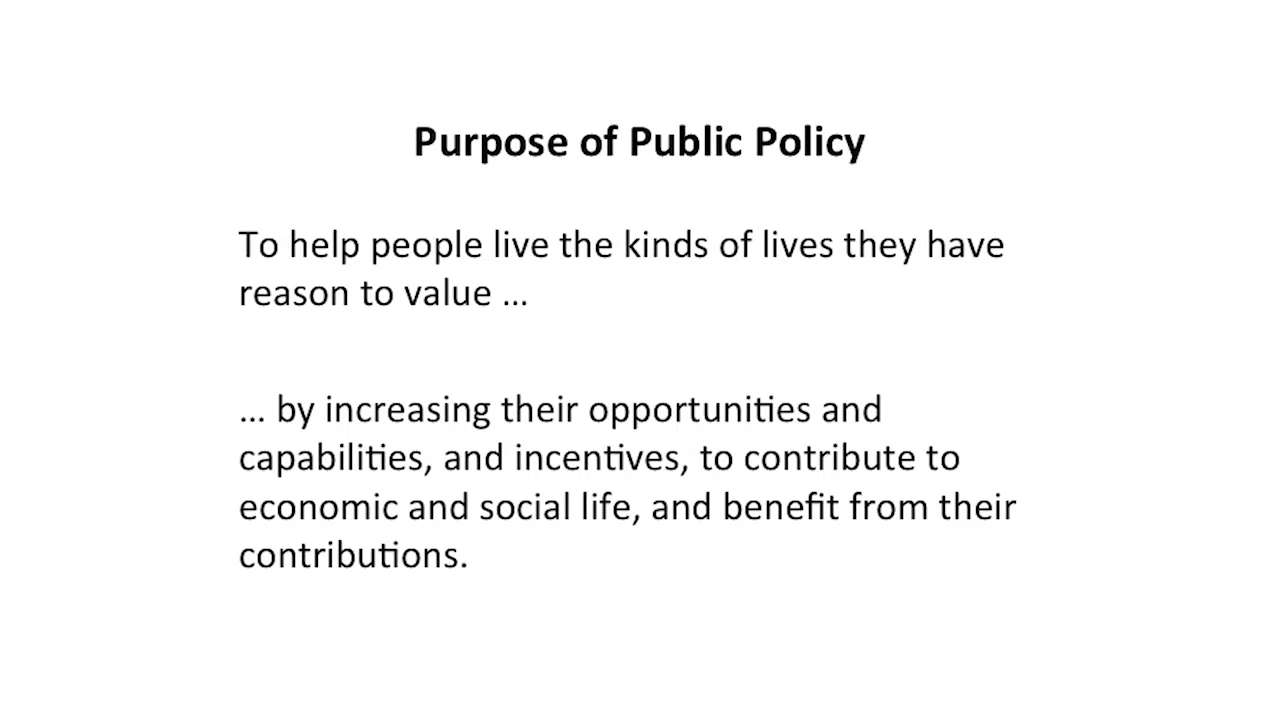 Purpose of Public Policy
To help people live the kinds of lives they have
reason to value ...
... by increasing their opportunities and
capabilities, and incentives, to contribute to
economic and social life, and benefit from their
contributions.